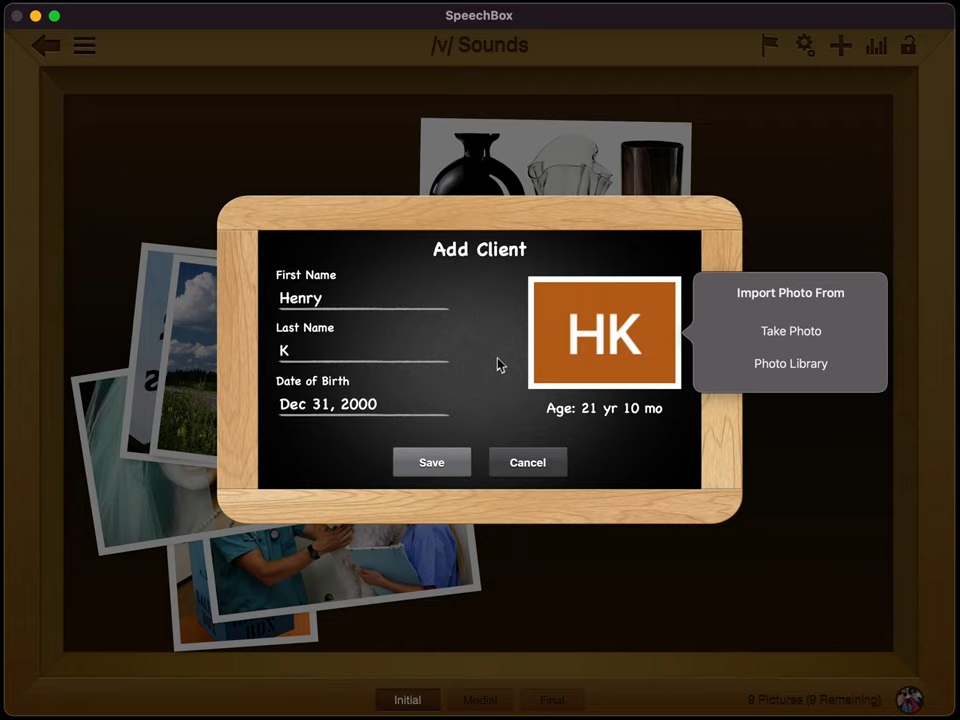 SpeechBox
/v/ Sounds
Add Client
First Name
Henry
Last Name
K
Date of Birth
Dec 31, 2000
HK
Age: 21 yr 10 mo
Import Photo From
Take Photo
Photo Library
Save
Cancel
Initial
Medial
Final
9 Pictures (9 Remaining)